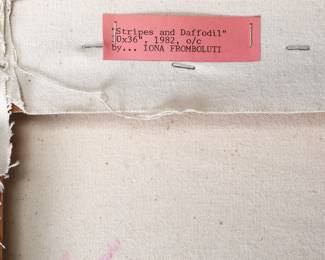 "Stripes and Daffodil"
30x36", 1982, o/c
by... IONA FROMBOLUTI